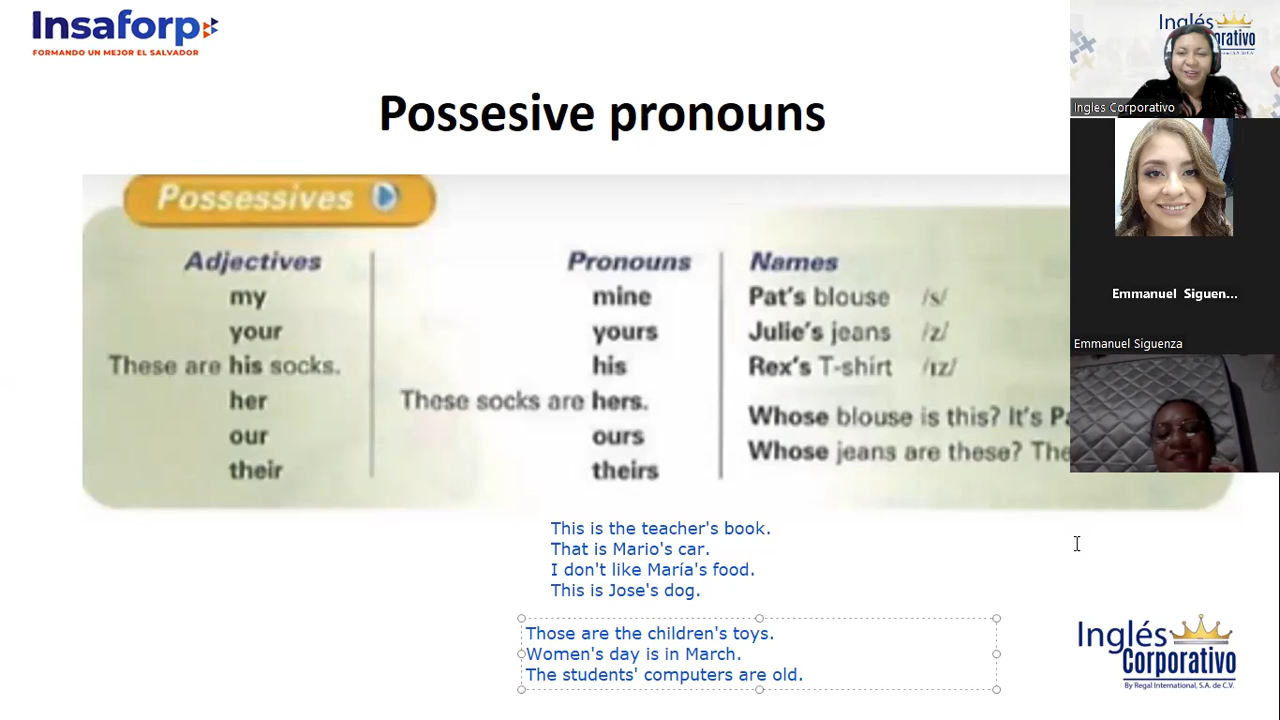 Insaforp
FORMANDO UN MEJOR EL SALVADOR
Possesive pronouns
Possessives
Adjectives
my
your
These are his socks.
her
our
their
Pronouns
mine
yours
his
These socks are hers.
ours
theirs
Names
Pat's blouse /s/
Julie's jeans /z/
Rex's T-shirt /ɪz/
Whose blouse is this? It's
Whose jeans are these?
This is the teacher's book.
That is Mario's car.
I don't like María's food.
This is Jose's dog.
Those are the children's toys.
Women's day is in March.
The students' computers are old.
Inglés
Ingles Corporativo
Emmanuel Siguen...
Emmanuel Siguenza
Inglés
Corporativo
By Regal International, S.A. de C.V.